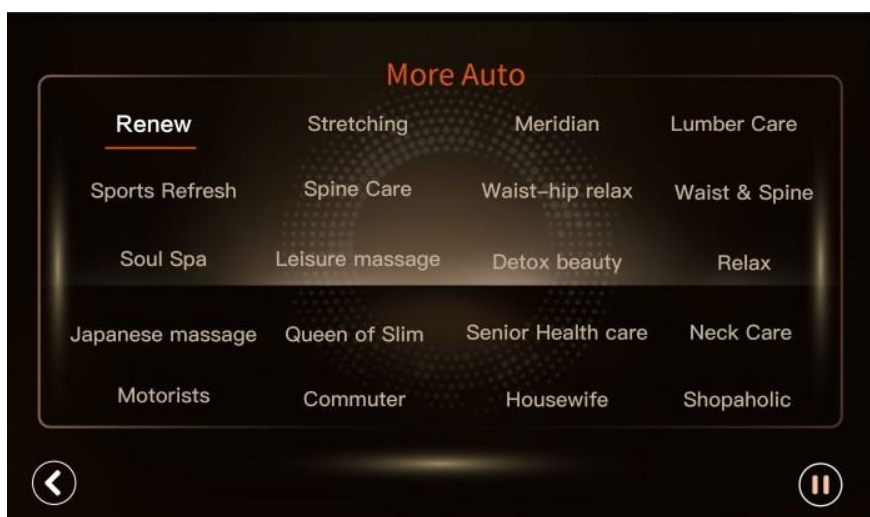 More Auto
Renew Stretching Meridian Lumber Care
Sports Refresh Spine Care Waist-hip relax Waist & Spine
Soul Spa Leisure massage Detox beauty Relax
Japanese massage Queen of Slim Senior Health care Neck Care
Motorists Commuter Housewife Shopaholic